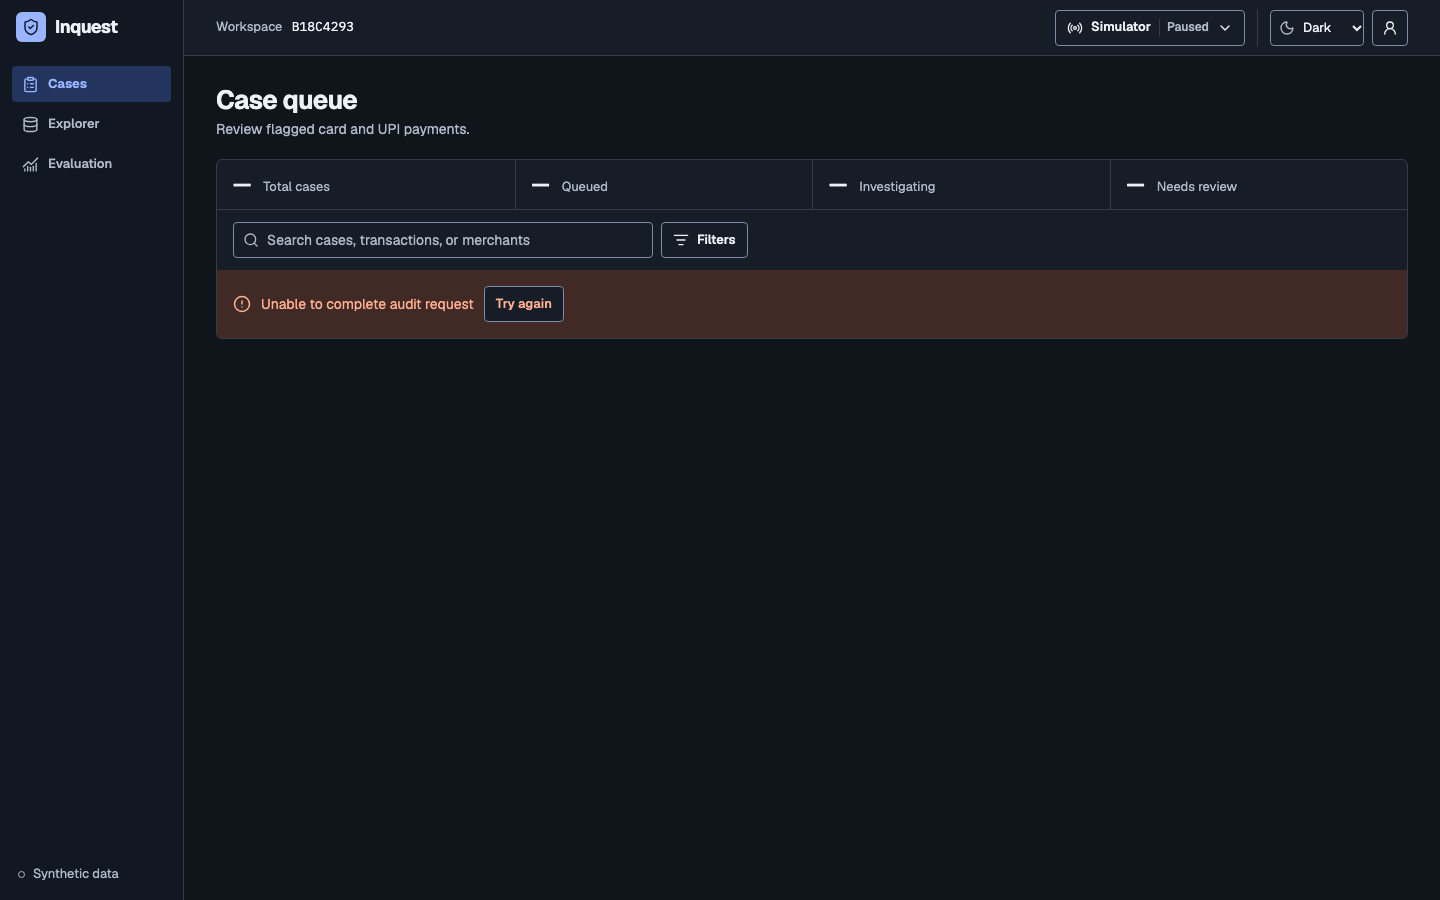 Inquest
Workspace B18C4293
Simulator Paused
Dark
Cases
Explorer
Evaluation
Case queue
Review flagged card and UPI payments.
— Total cases
— Queued
— Investigating
— Needs review
Search cases, transactions, or merchants
Filters
Unable to complete audit request
Try again
Synthetic data